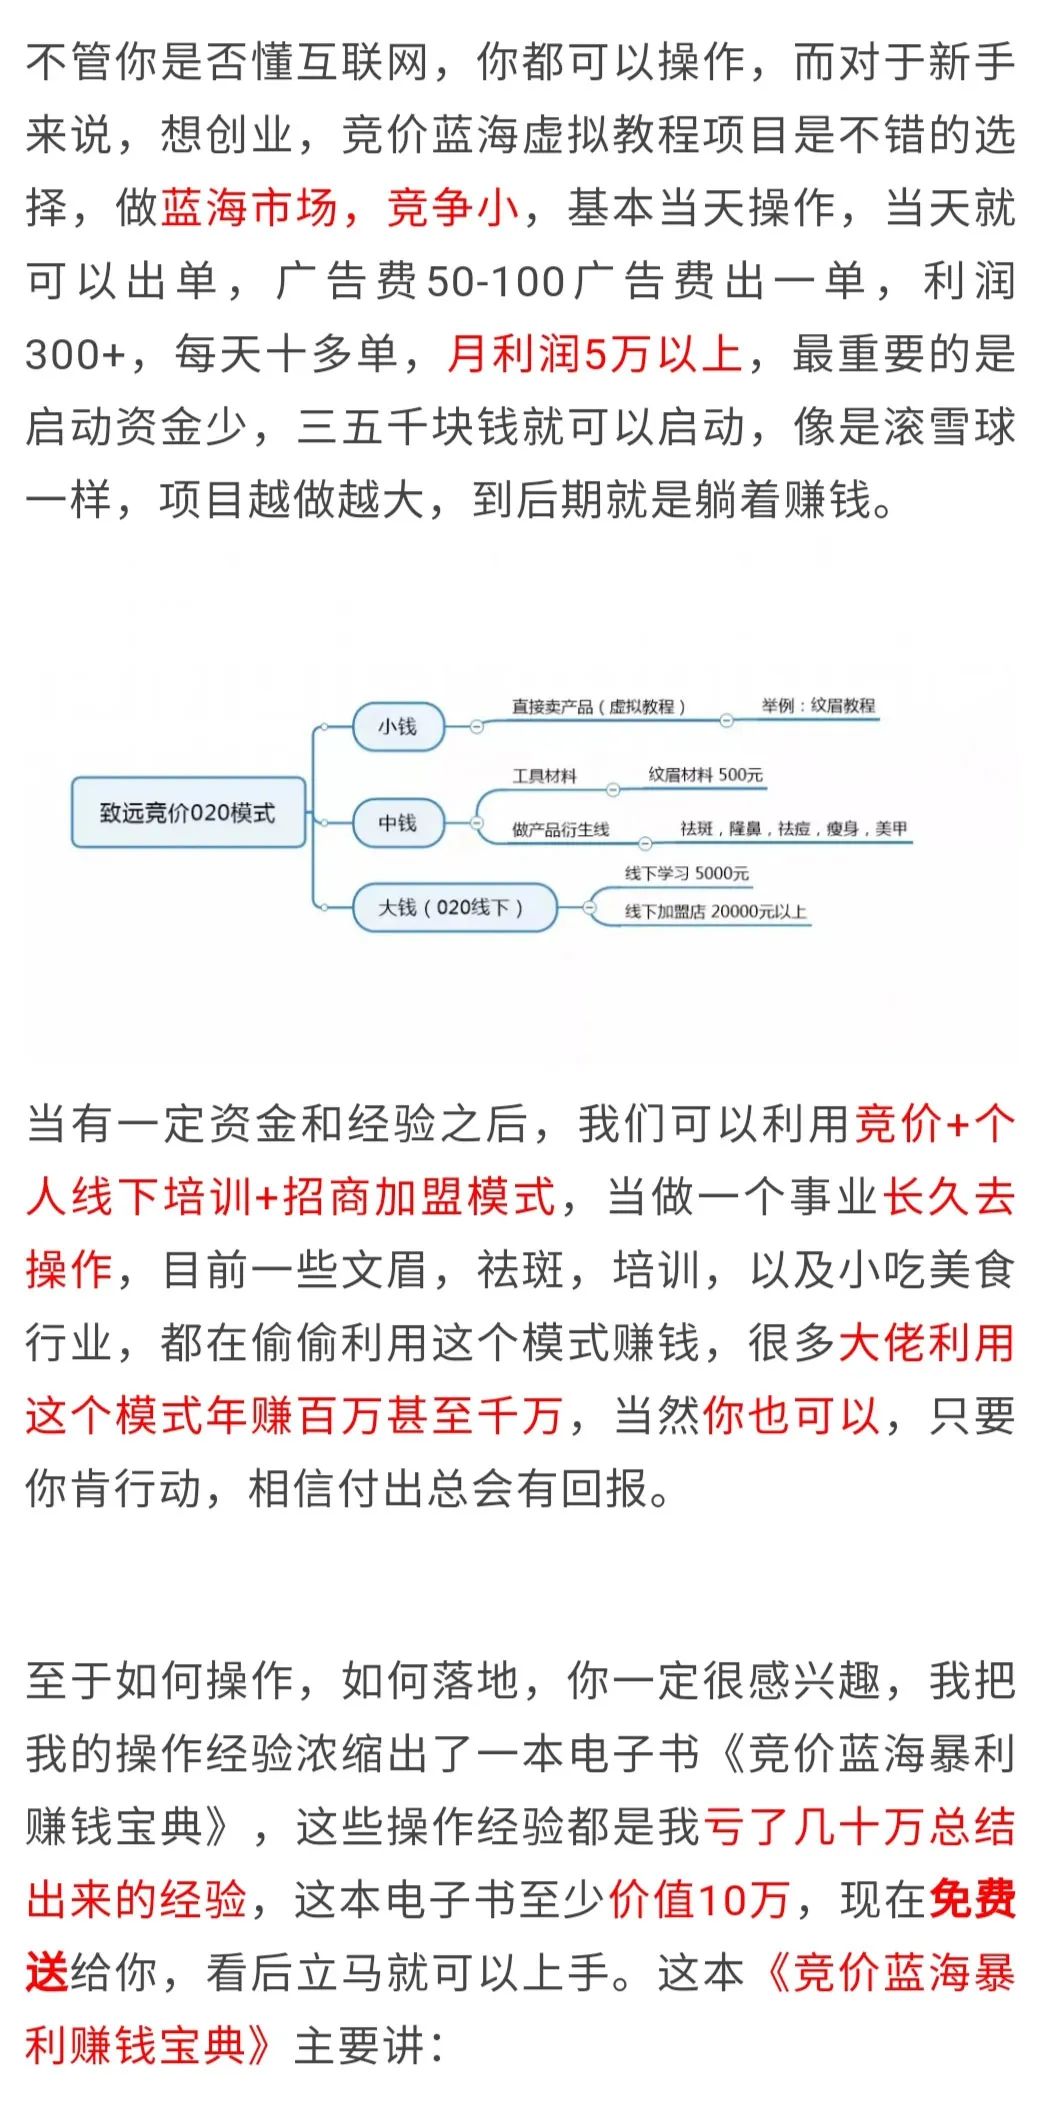 不管你是否懂互联网，你都可以操作，而对于新手
来说，想创业，竞价蓝海虚拟教程项目是不错的选
择，做蓝海市场，竞争小，基本当天操作，当天就
可以出单，广告费50-100广告费出一单，利润
300+，每天十多单，月利润5万以上，最重要的是
启动资金少，三五千块钱就可以启动，像是滚雪球
一样，项目越做越大，到后期就是躺着赚钱。
致远竞价020模式
小钱
直接卖产品（虚拟教程）
举例：纹眉教程
中钱
工具材料
纹眉材料 500元
做产品衍生线
祛斑，隆鼻，祛痘，瘦身，美甲
大钱（020线下）
线下学习 5000元
线下加盟店 20000元以上
当有一定资金和经验之后，我们可以利用竞价+个
人线下培训+招商加盟模式，当做一个事业长久去
操作，目前一些文眉，祛斑，培训，以及小吃美食
行业，都在偷偷利用这个模式赚钱，很多大佬利用
这个模式年赚百万甚至千万，当然你也可以，只要
你肯行动，相信付出总会有回报。
至于如何操作，如何落地，你一定很感兴趣，我把
我的操作经验浓缩出了一本电子书《竞价蓝海暴利
赚钱宝典》，这些操作经验都是我亏了几十万总结
出来的经验，这本电子书至少价值10万，现在免费
送给你，看后立马就可以上手。这本《竞价蓝海暴
利赚钱宝典》主要讲：